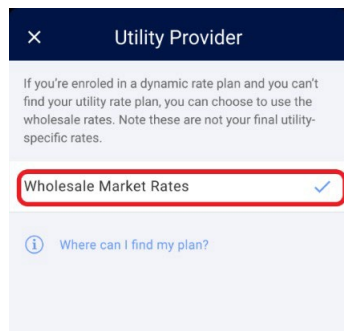 Utility Provider
If you're enroled in a dynamic rate plan and you can't
find your utility rate plan, you can choose to use the
wholesale rates. Note these are not your final utility-
specific rates.
Wholesale Market Rates
Where can I find my plan?